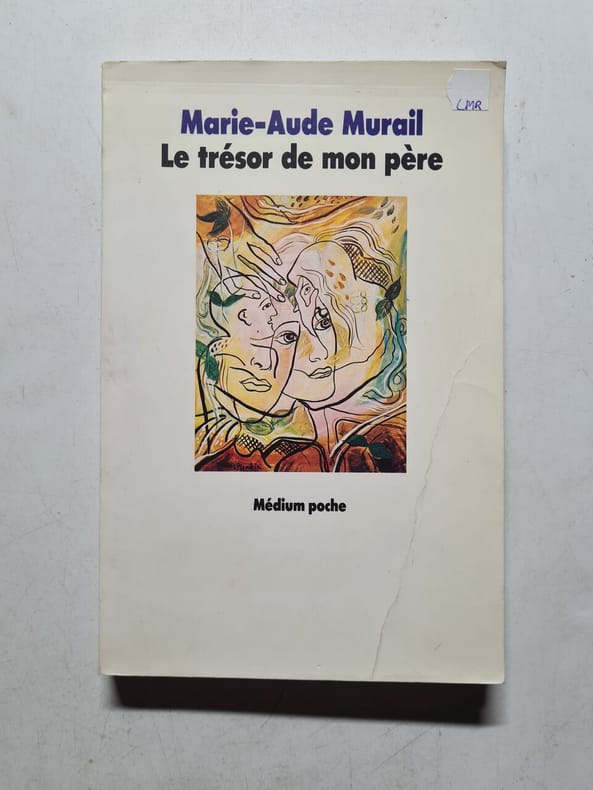 LMR
Marie-Aude Murail
Le trésor de mon père
Médium poche